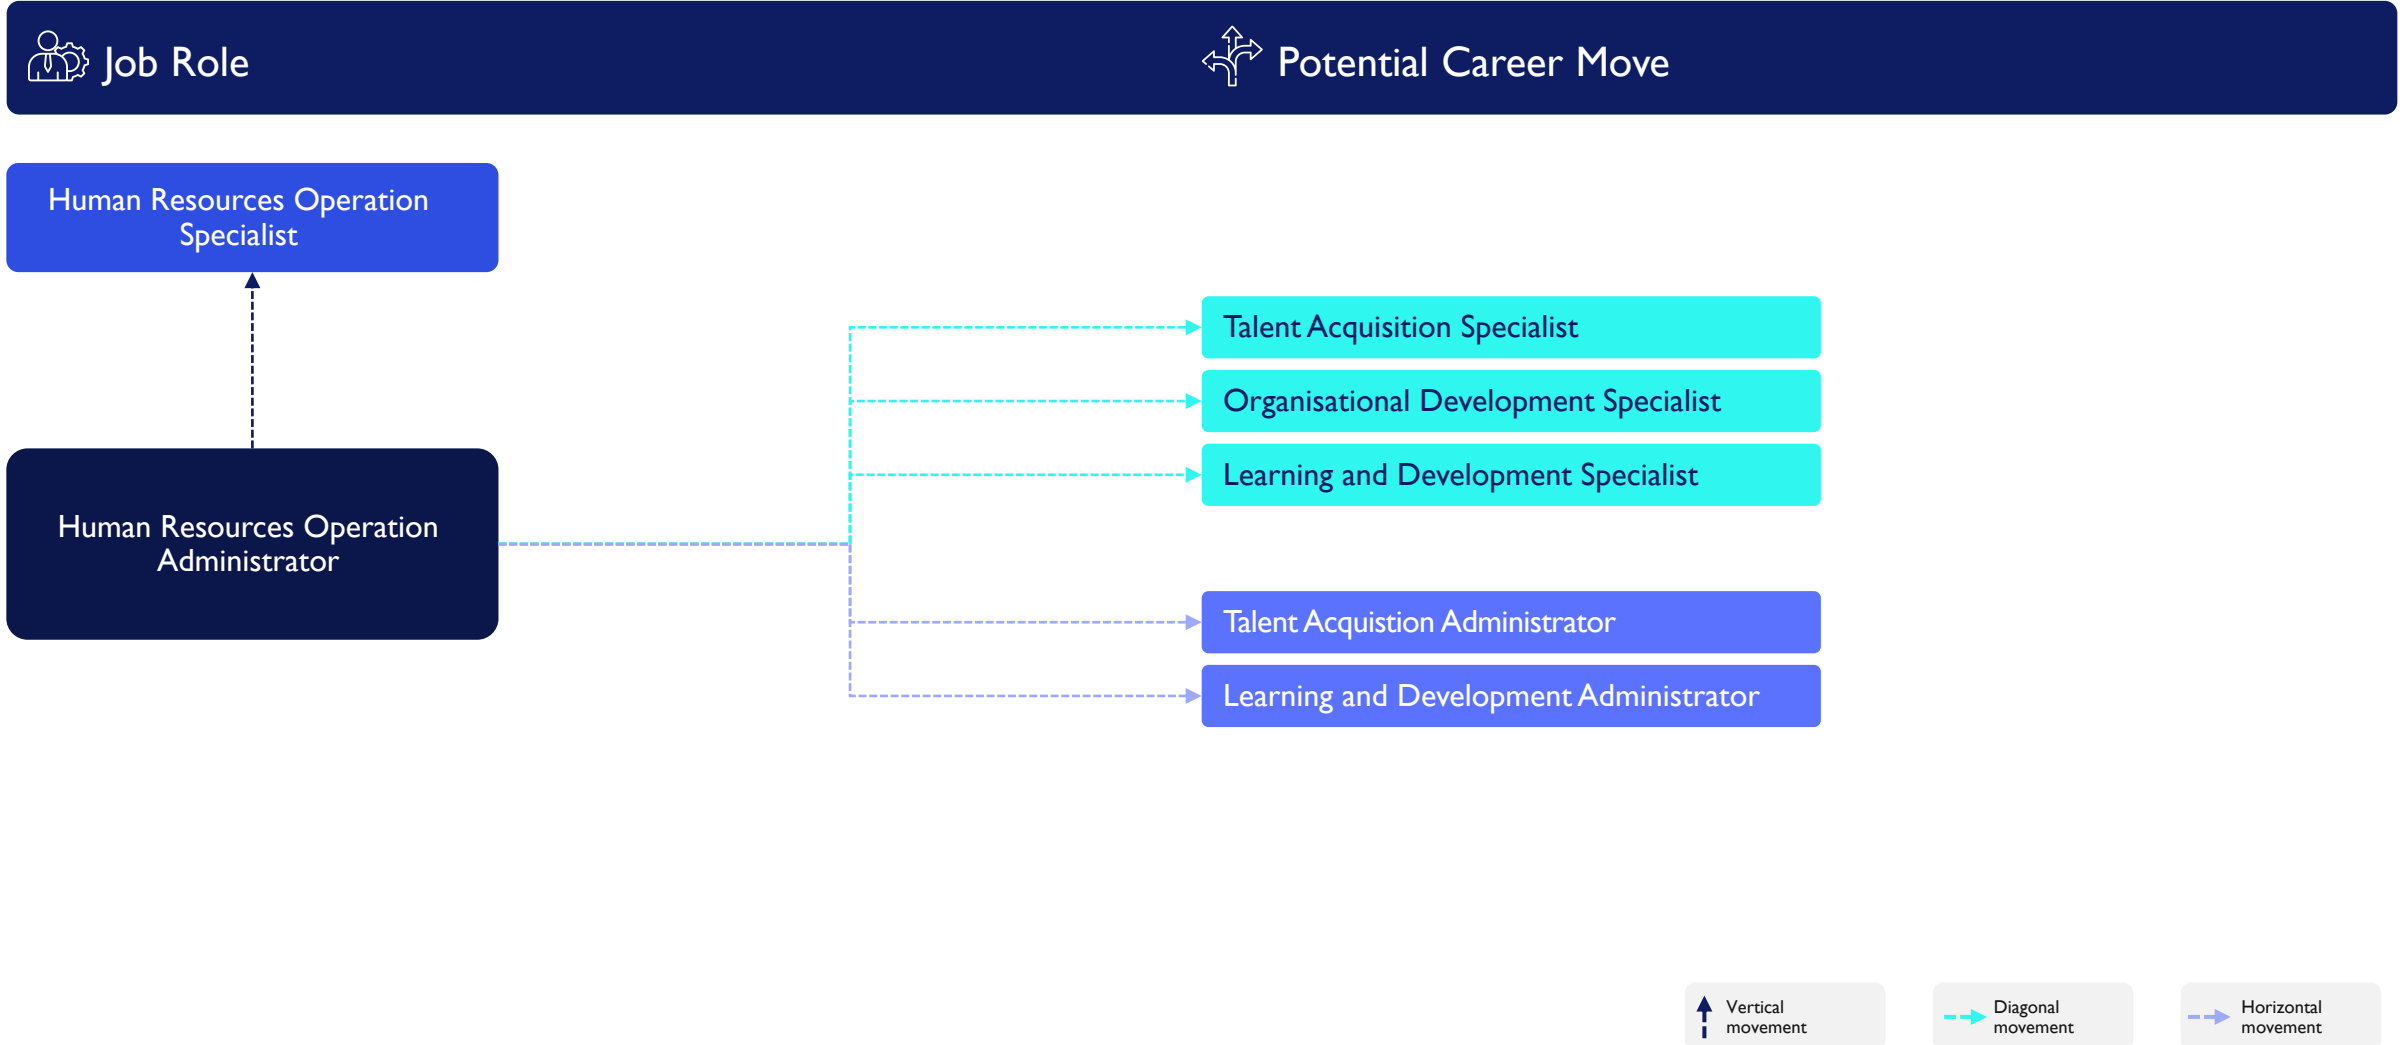 Job Role
Potential Career Move
Human Resources Operation
Specialist
Talent Acquisition Specialist
Organisational Development Specialist
Learning and Development Specialist
Human Resources Operation
Administrator
Talent Acquistion Administrator
Learning and Development Administrator
Vertical
movement
Diagonal
movement
Horizontal
movement